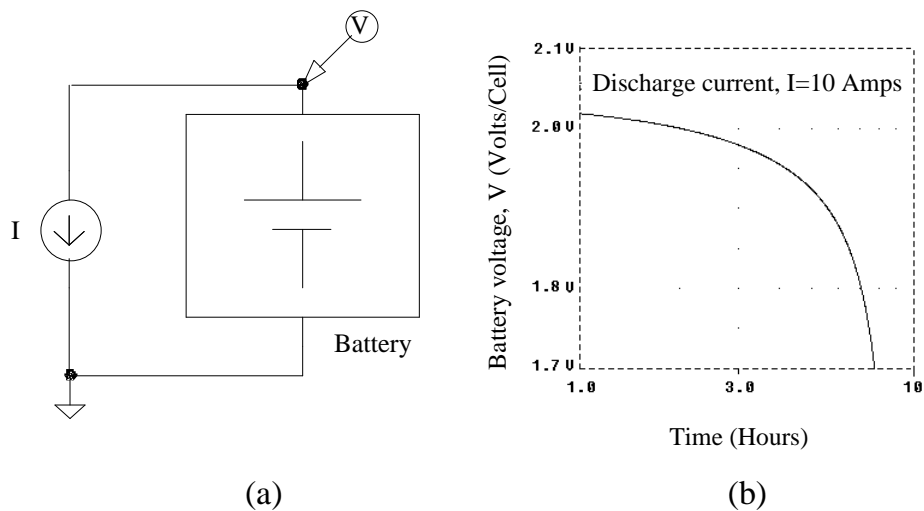 V
I
Battery
(a)
2.1V
Discharge current, I=10 Amps
2.0V
Battery voltage, V (Volts/Cell)
1.8V
1.7V
1.0
3.0
10
Time (Hours)
(b)